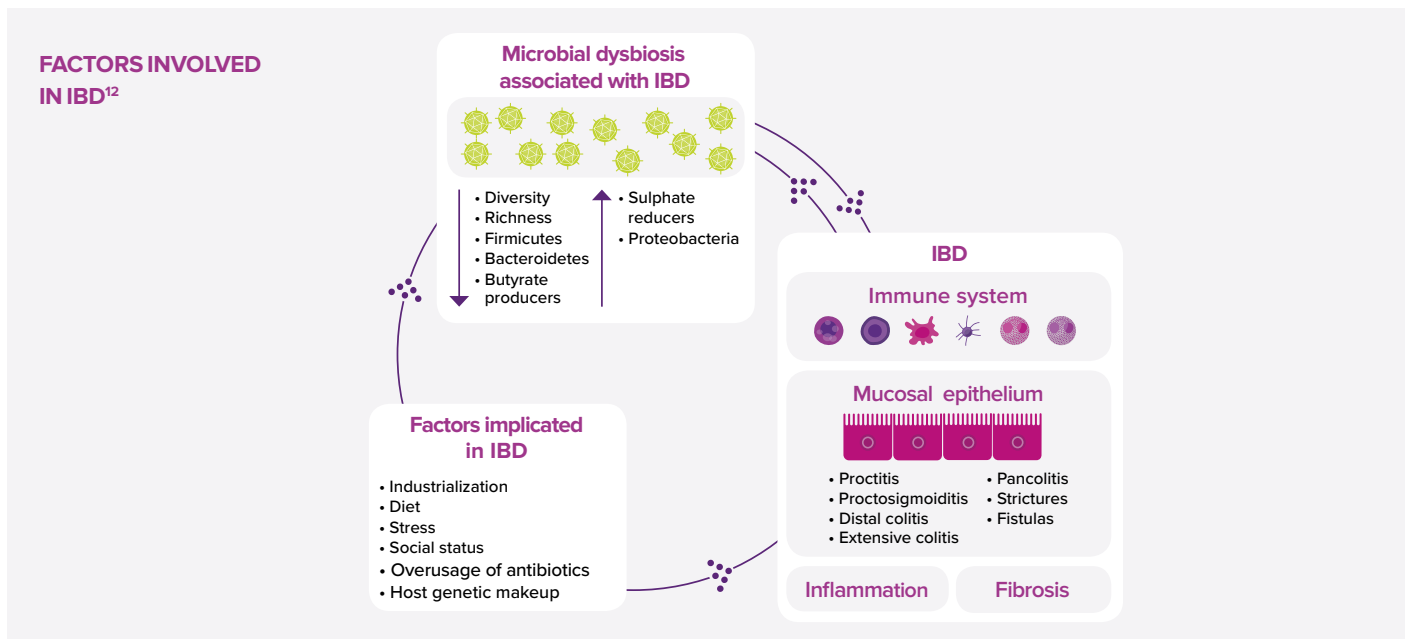 FACTORS INVOLVED
IN IBD12
Microbial dysbiosis
associated with IBD
• Diversity
• Richness
• Firmicutes
• Bacteroidetes
• Butyrate
producers
• Sulphate
reducers
• Proteobacteria
IBD
Immune system
Mucosal epithelium
• Proctitis
• Proctosigmoiditis
• Distal colitis
• Extensive colitis
• Pancolitis
• Strictures
• Fistulas
Inflammation
Fibrosis
Factors implicated
in IBD
• Industrialization
• Diet
• Stress
• Social status
• Overusage of antibiotics
• Host genetic makeup